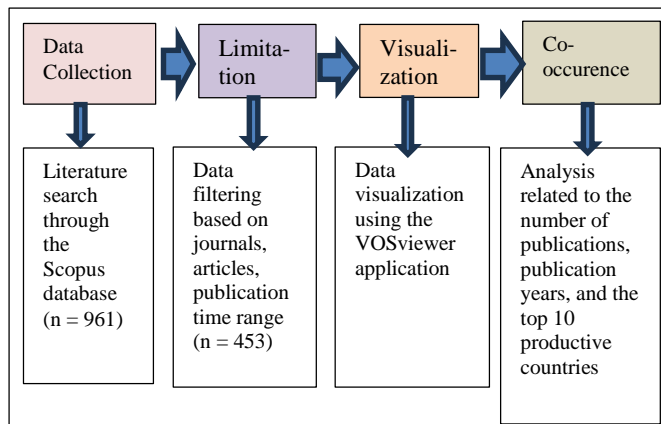 Data
Collection
Limita-
tion
Visuali-
zation
Co-
occurence
Literature
search
through
the
Scopus
database
(n = 961)
Data
filtering
based on
journals,
articles,
publication
time range
(n = 453)
Data
visualization
using the
VOSviewer
application
Analysis
related to the
number of
publications,
publication
years, and the
top 10
productive
countries